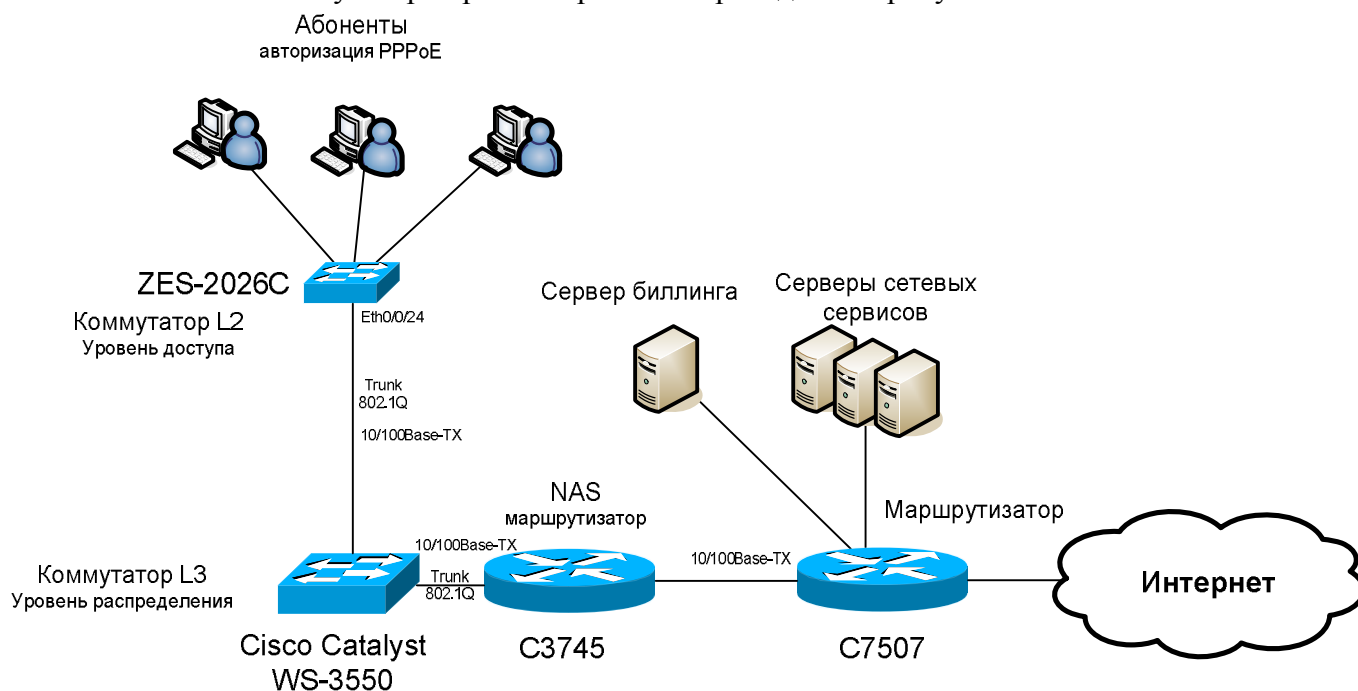 Абоненты
авторизация PPPoE
ZES-2026C
Коммутатор L2
Уровень доступа
Eth0/0/24
Trunk
802.1Q
10/100Base-TX
Сервер биллинга
Серверы сетевых
сервисов
NAS
маршрутизатор
Маршрутизатор
10/100Base-TX
Trunk
802.1Q
10/100Base-TX
Коммутатор L3
Уровень распределения
Интернет
Cisco Catalyst
WS-3550
C3745
C7507